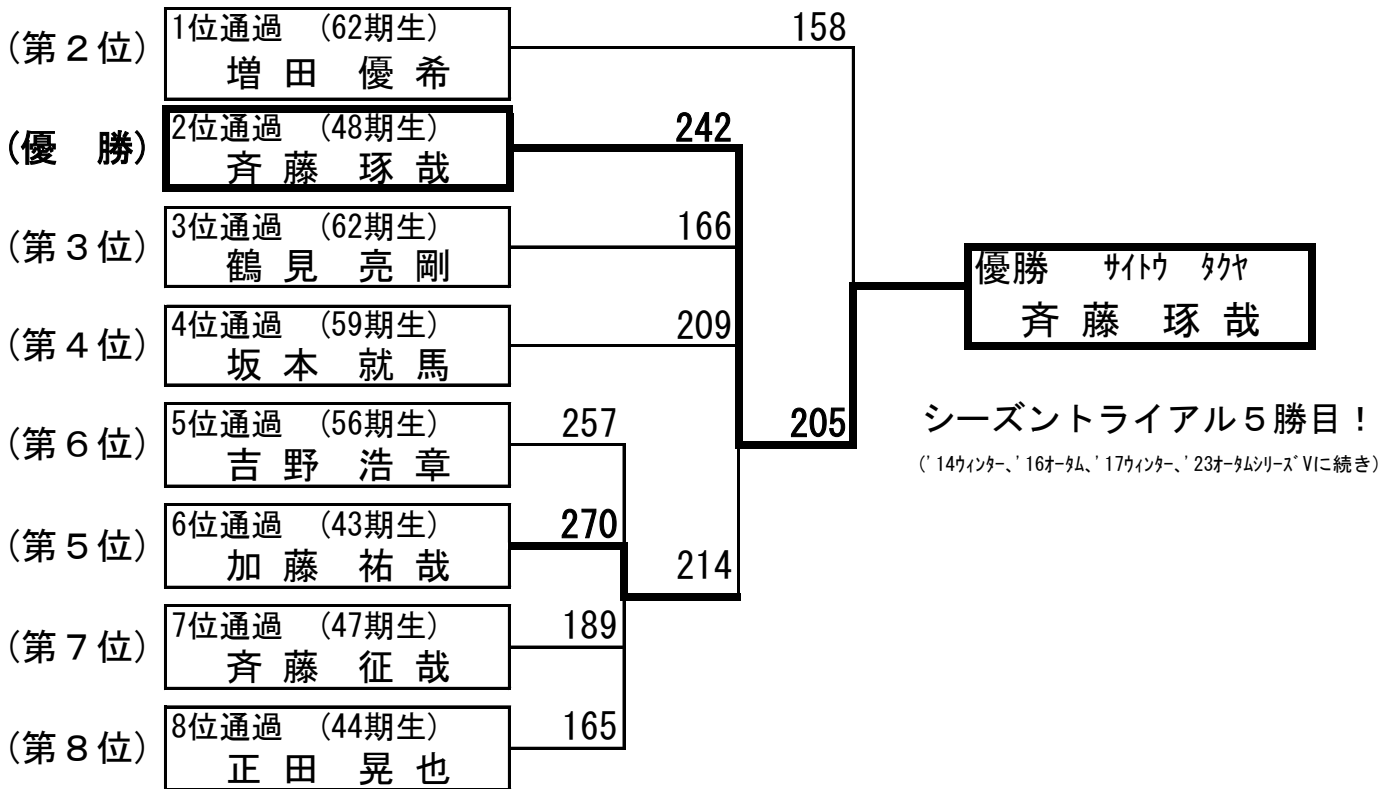 (第２位)
1位通過　(62期生)
増 田　優 希
158
(優　勝)
2位通過　(48期生)
斉 藤　琢 哉
242
(第３位)
3位通過　(62期生)
鶴 見　亮 剛
166
優勝　ｻｲﾄｳ　ﾀｸﾔ
斉 藤　琢 哉
(第４位)
4位通過　(59期生)
坂 本　就 馬
209
205
シーズントライアル５勝目！
('14ｳｨﾝﾀｰ、'16ｵｰﾀﾑ、'17ｳｨﾝﾀｰ、'23ｵｰﾀﾑｼﾘｰｽﾞVに続き)
(第６位)
5位通過　(56期生)
吉 野　浩 章
257
(第５位)
6位通過　(43期生)
加 藤　祐 哉
270
214
(第７位)
7位通過　(47期生)
斉 藤　征 哉
189
(第８位)
8位通過　(44期生)
正 田　晃 也
165